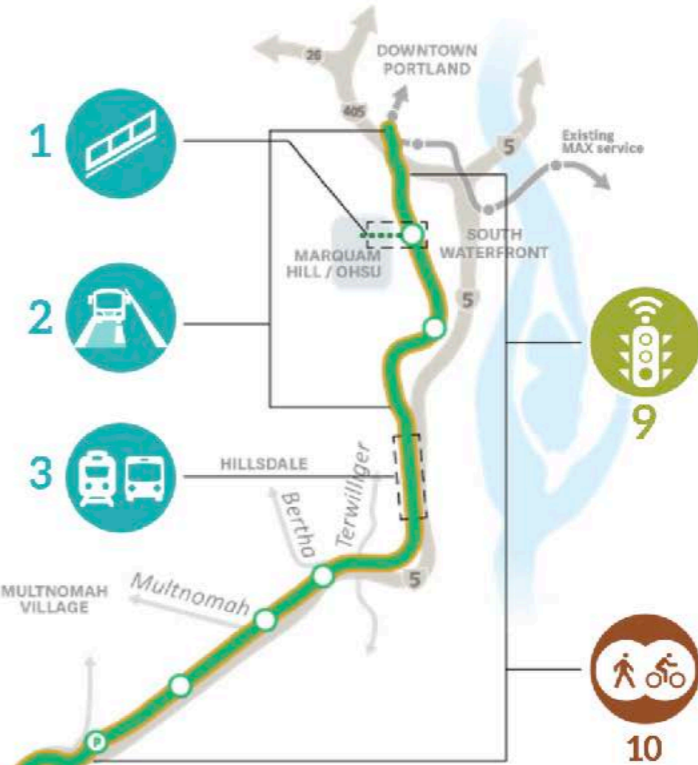 26
DOWNTOWN
PORTLAND
405
5
Existing
MAX service
1
MARQUAM
HILL / OHSU
SOUTH
WATERFRONT
2
5
9
3
HILLSDALE
Bertha
Terwilliger
5
MULTNOMAH
VILLAGE
Multnomah
P
10